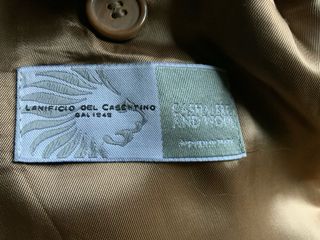 LANIFICIO DEL CASENTINO
DAL 1848
CASHMERE
AND WOOL